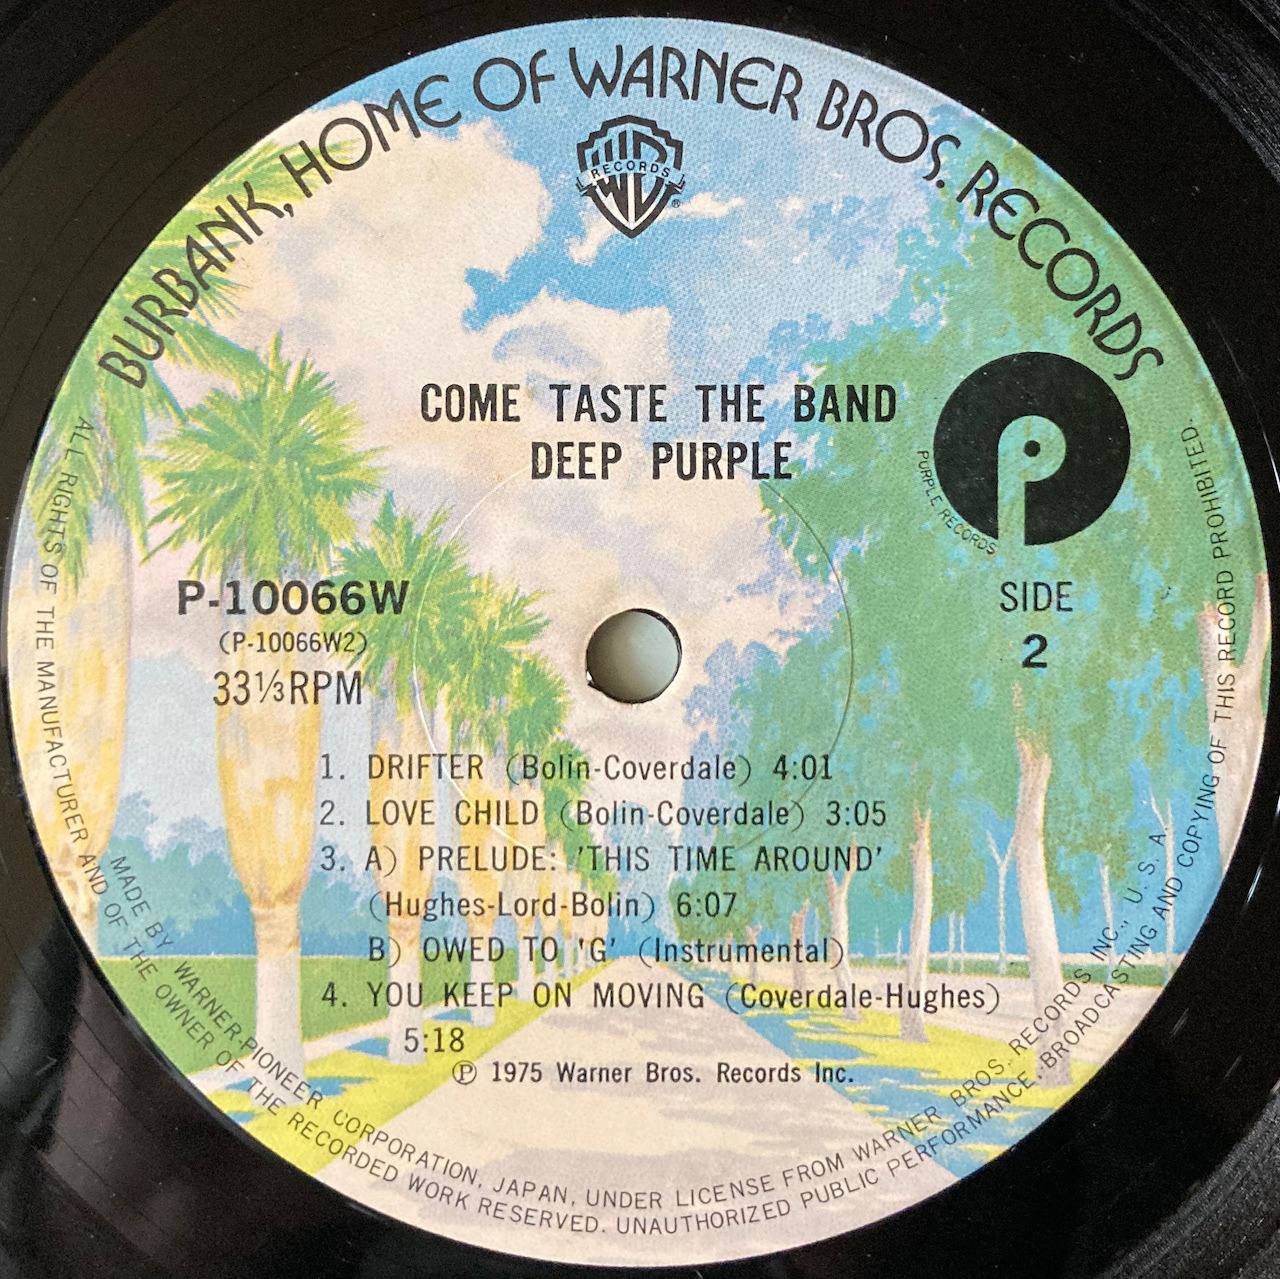 BURBANK, HOME OF WARNER BROS. RECORDS
RECORDS
®
COME TASTE THE BAND
DEEP PURPLE
PURPLE RECORDS
P-10066W
(P-10066W2)
33⅓RPM
SIDE
2
1. DRIFTER (Bolin-Coverdale) 4:01
2. LOVE CHILD (Bolin-Coverdale) 3:05
3. A) PRELUDE: 'THIS TIME AROUND'
(Hughes-Lord-Bolin) 6:07
B) OWED TO 'G' (Instrumental)
4. YOU KEEP ON MOVING (Coverdale-Hughes)
5:18
℗ 1975 Warner Bros. Records Inc.
MADE BY WARNER-PIONEER CORPORATION, JAPAN, UNDER LICENSE FROM WARNER BROS. RECORDS INC., U. S. A.
ALL RIGHTS OF THE MANUFACTURER AND OF THE OWNER OF THE RECORDED WORK RESERVED. UNAUTHORIZED PUBLIC PERFORMANCE, BROADCASTING AND COPYING OF THIS RECORD PROHIBITED.